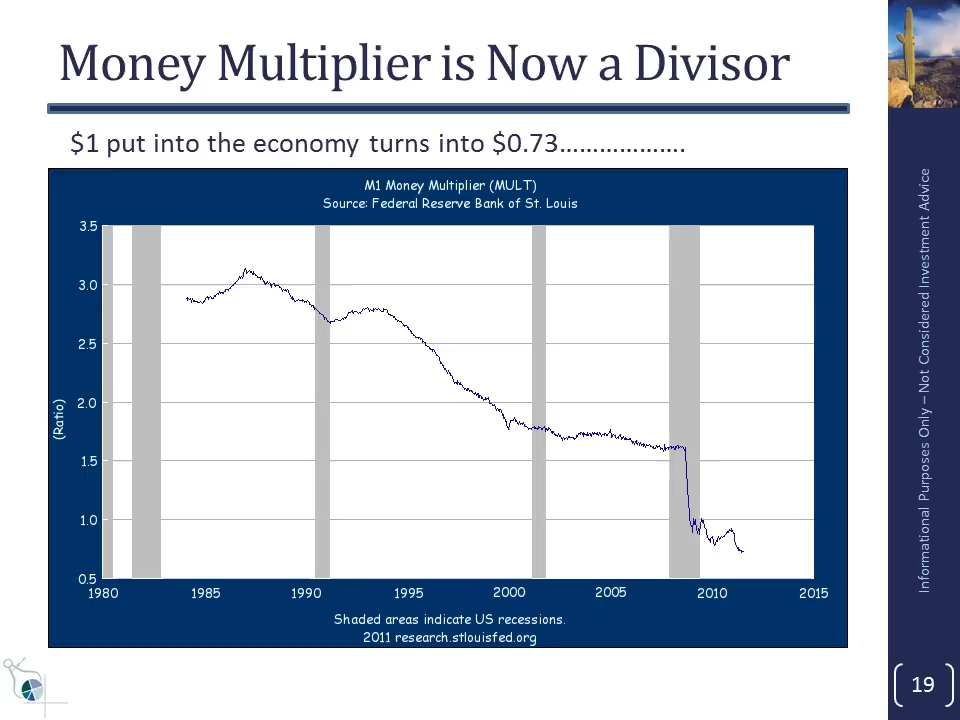 Money Multiplier is Now a Divisor
$1 put into the economy turns into $0.73……………….
M1 Money Multiplier (MULT)
Source: Federal Reserve Bank of St. Louis
3.5
3.0
2.5
2.0
1.5
1.0
0.5
(Ratio)
1980 1985 1990 1995 2000 2005 2010 2015
Shaded areas indicate US recessions.
2011 research.stlouisfed.org
Informational Purposes Only – Not Considered Investment Advice
19